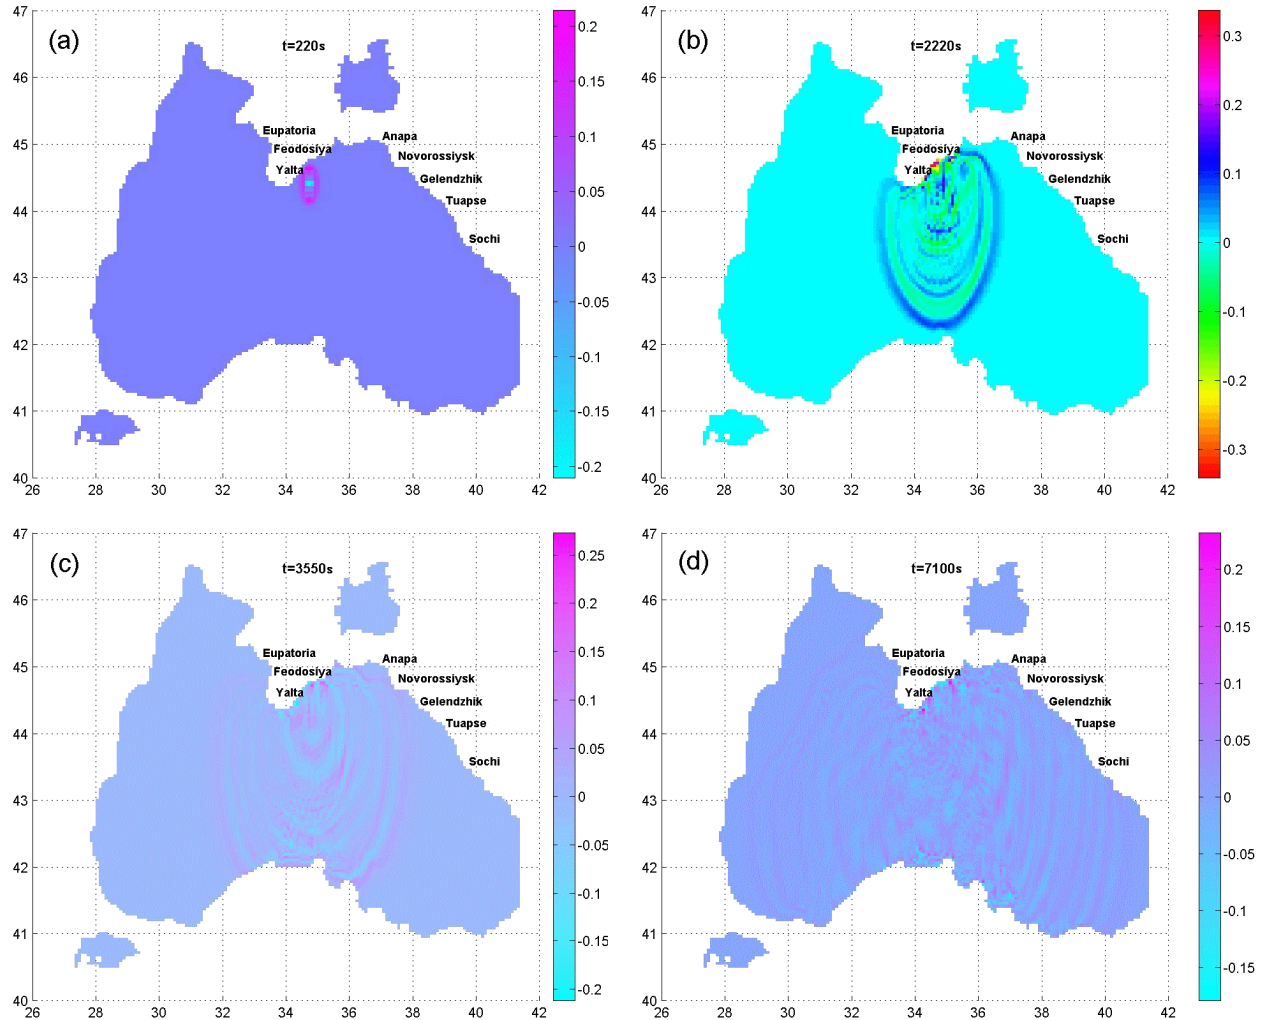 (a)
t=220s
47
46
45
44
43
42
41
40
26 28 30 32 34 36 38 40 42
Eupatoria
Feodosiya
Yalta
Anapa
Novorossiysk
Gelendzhik
Tuapse
Sochi
0.2
0.15
0.1
0.05
0
-0.05
-0.1
-0.15
-0.2
(b)
t=2220s
47
46
45
44
43
42
41
40
26 28 30 32 34 36 38 40 42
Eupatoria
Feodosiya
Yalta
Anapa
Novorossiysk
Gelendzhik
Tuapse
Sochi
0.3
0.2
0.1
0
-0.1
-0.2
-0.3
(c)
t=3550s
47
46
45
44
43
42
41
40
26 28 30 32 34 36 38 40 42
Eupatoria
Feodosiya
Yalta
Anapa
Novorossiysk
Gelendzhik
Tuapse
Sochi
0.25
0.2
0.15
0.1
0.05
0
-0.05
-0.1
-0.15
-0.2
(d)
t=7100s
47
46
45
44
43
42
41
40
26 28 30 32 34 36 38 40 42
Eupatoria
Feodosiya
Yalta
Anapa
Novorossiysk
Gelendzhik
Tuapse
Sochi
0.2
0.15
0.1
0.05
0
-0.05
-0.1
-0.15